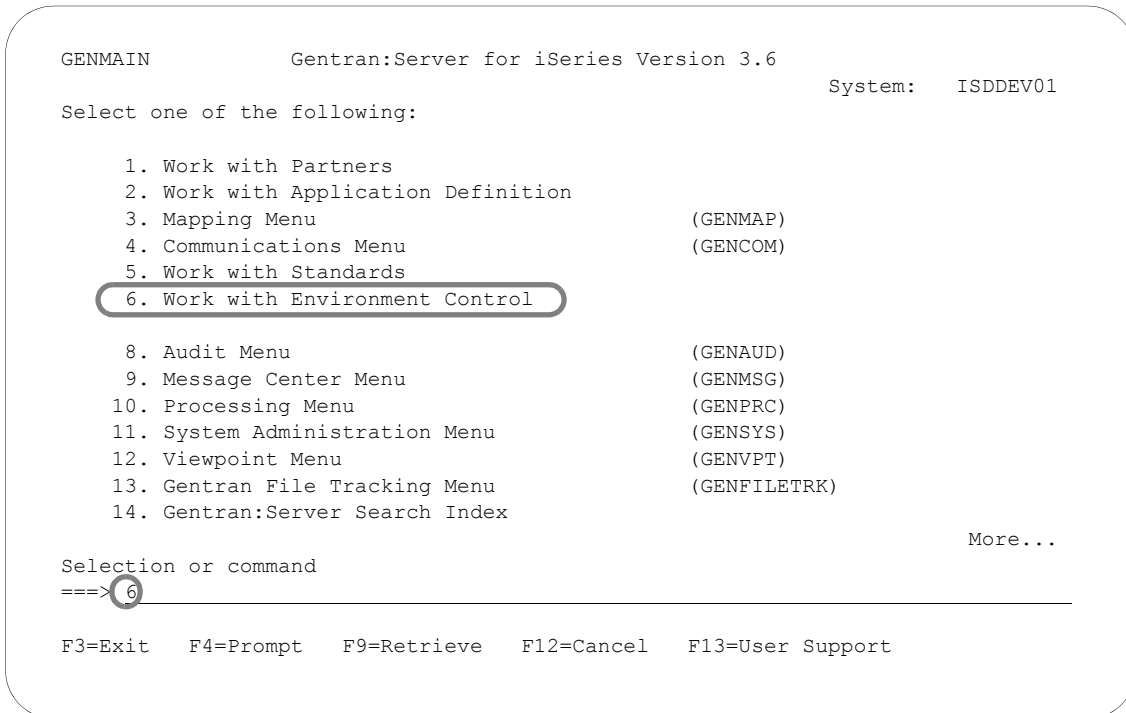 GENMAIN Gentran:Server for iSeries Version 3.6
System: ISDDEV01
Select one of the following:
1. Work with Partners
2. Work with Application Definition
3. Mapping Menu (GENMAP)
4. Communications Menu (GENCOM)
5. Work with Standards
6. Work with Environment Control
8. Audit Menu (GENAUD)
9. Message Center Menu (GENMSG)
10. Processing Menu (GENPRC)
11. System Administration Menu (GENSYS)
12. Viewpoint Menu (GENVPT)
13. Gentran File Tracking Menu (GENFILETRK)
14. Gentran:Server Search Index
More...
Selection or command
===> 6
F3=Exit F4=Prompt F9=Retrieve F12=Cancel F13=User Support